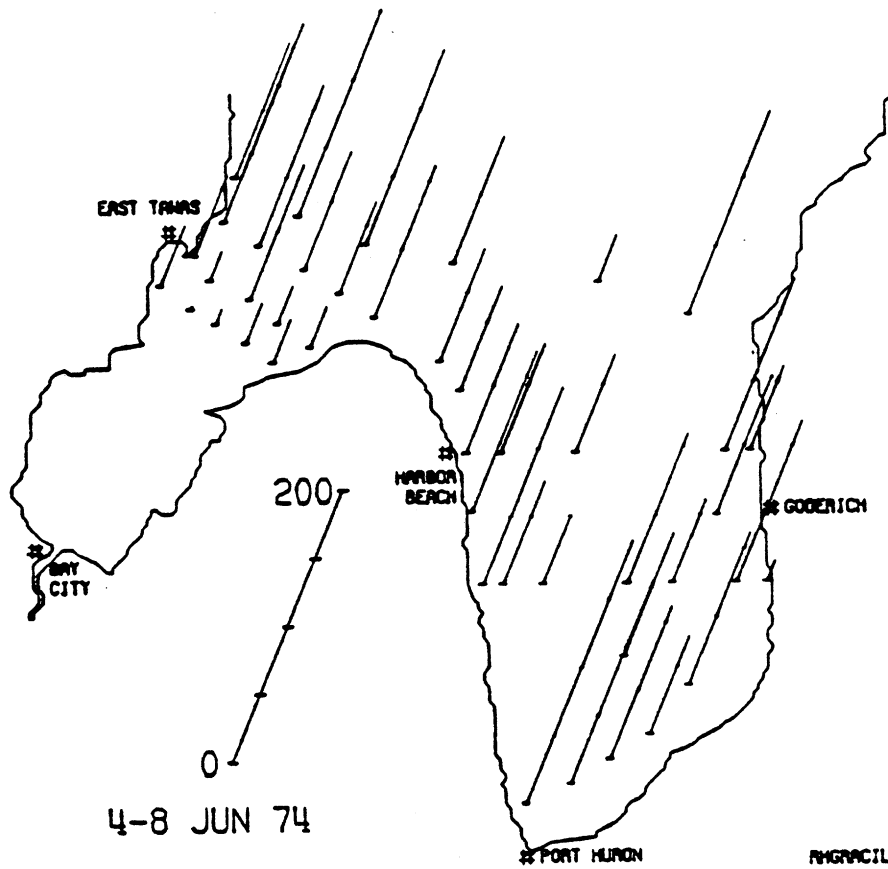 EAST TAWAS
HARBOR
BEACH
200
GODERICH
BAY
CITY
0
4-8 JUN 74
PORT HURON
RHGRACIL